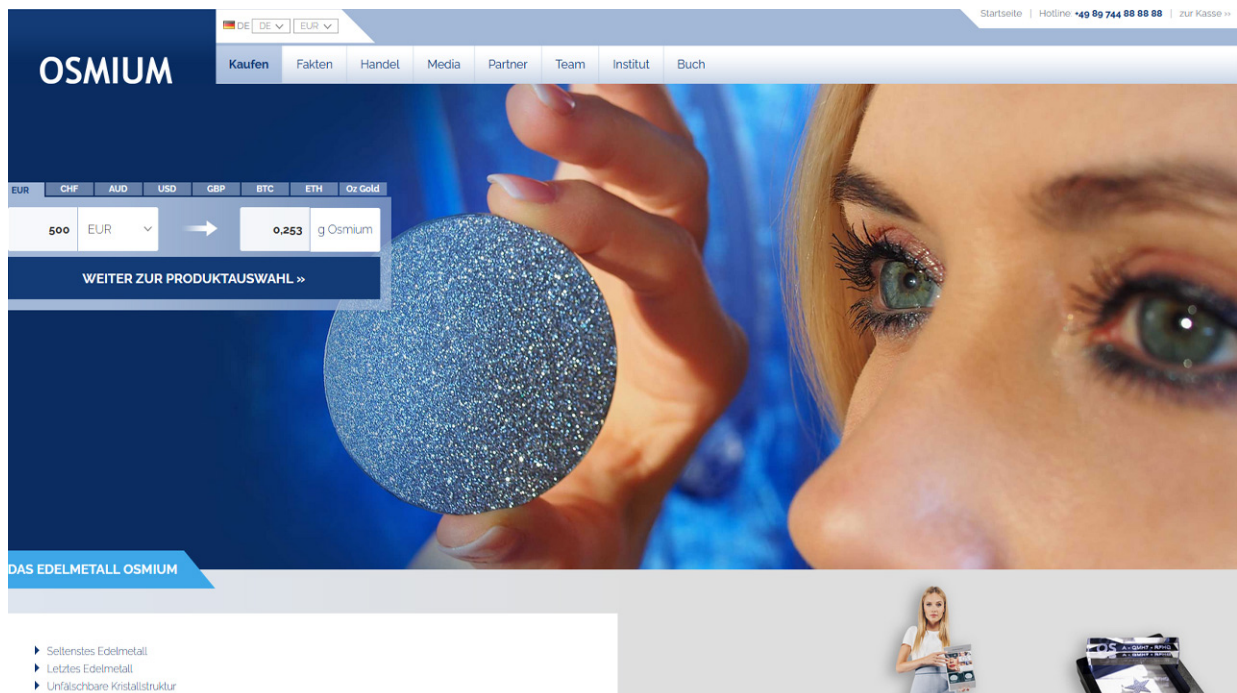 Startseite | Hotline: +49 89 744 88 88 88 | zur Kasse »
DE DE EUR
OSMIUM
Kaufen Fakten Handel Media Partner Team Institut Buch
EUR CHF AUD USD GBP BTC ETH Oz Gold
500 EUR 0,253 g Osmium
WEITER ZUR PRODUKTAUSWAHL »
DAS EDELMETALL OSMIUM
Seltenstes Edelmetall
Letztes Edelmetall
Unfälschbare Kristallstruktur